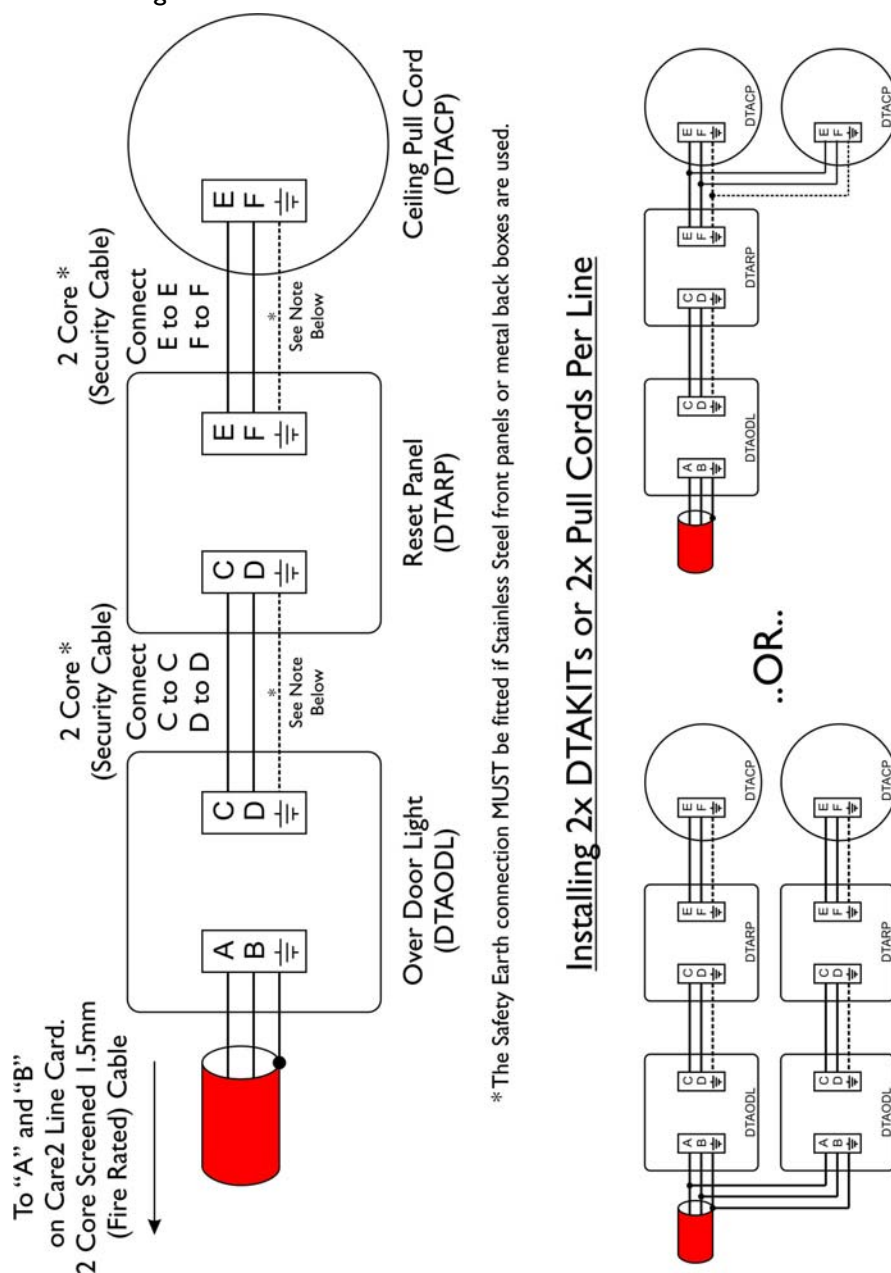 To “A” and “B”
on Care2 Line Card.
2 Core Screened 1.5mm
(Fire Rated) Cable
A
B
C
D
Over Door Light
(DTAODL)
2 Core *
(Security Cable)
Connect
C to C
D to D
*
See Note
Below
C
D
E
F
Reset Panel
(DTARP)
2 Core *
(Security Cable)
Connect
E to E
F to F
*
See Note
Below
E
F
Ceiling Pull Cord
(DTACP)
* The Safety Earth connection MUST be fitted if Stainless Steel front panels or metal back boxes are used.
Installing 2x DTAKITs or 2x Pull Cords Per Line
A
B
C
D
DTAODL
C
D
E
F
DTARP
E
F
DTACP
A
B
C
D
DTAODL
C
D
E
F
DTARP
E
F
DTACP
..OR..
A
B
C
D
DTAODL
C
D
E
F
DTARP
E
F
DTACP
E
F
DTACP